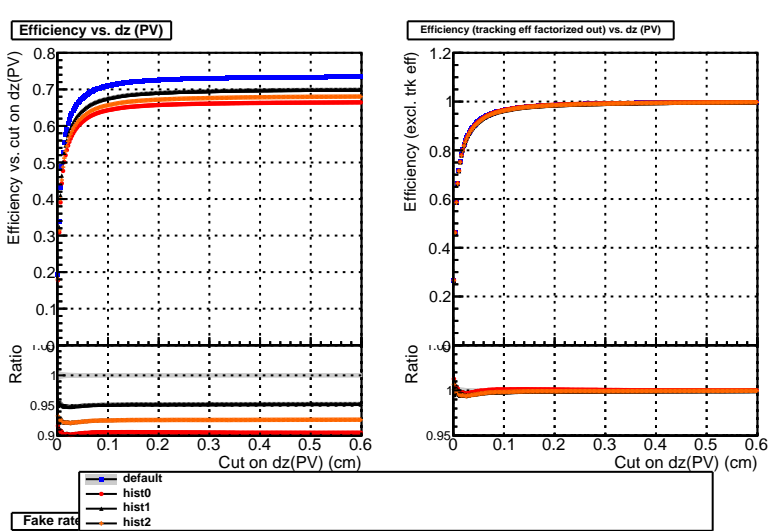 Efficiency vs. dz (PV)
Efficiency vs. cut on dz(PV)
0.8
0.7
0.6
0.5
0.4
0.3
0.2
0.1
0
Ratio
1
0.95
0.9
0 0.1 0.2 0.3 0.4 0.5 0.6
Cut on dz(PV) (cm)
Efficiency (tracking eff factorized out) vs. dz (PV)
Efficiency (excl. trk eff)
1.2
1
0.8
0.6
0.4
0.2
0
Ratio
1
0.95
0 0.1 0.2 0.3 0.4 0.5 0.6
Cut on dz(PV) (cm)
default
hist0
hist1
hist2
Fake rate